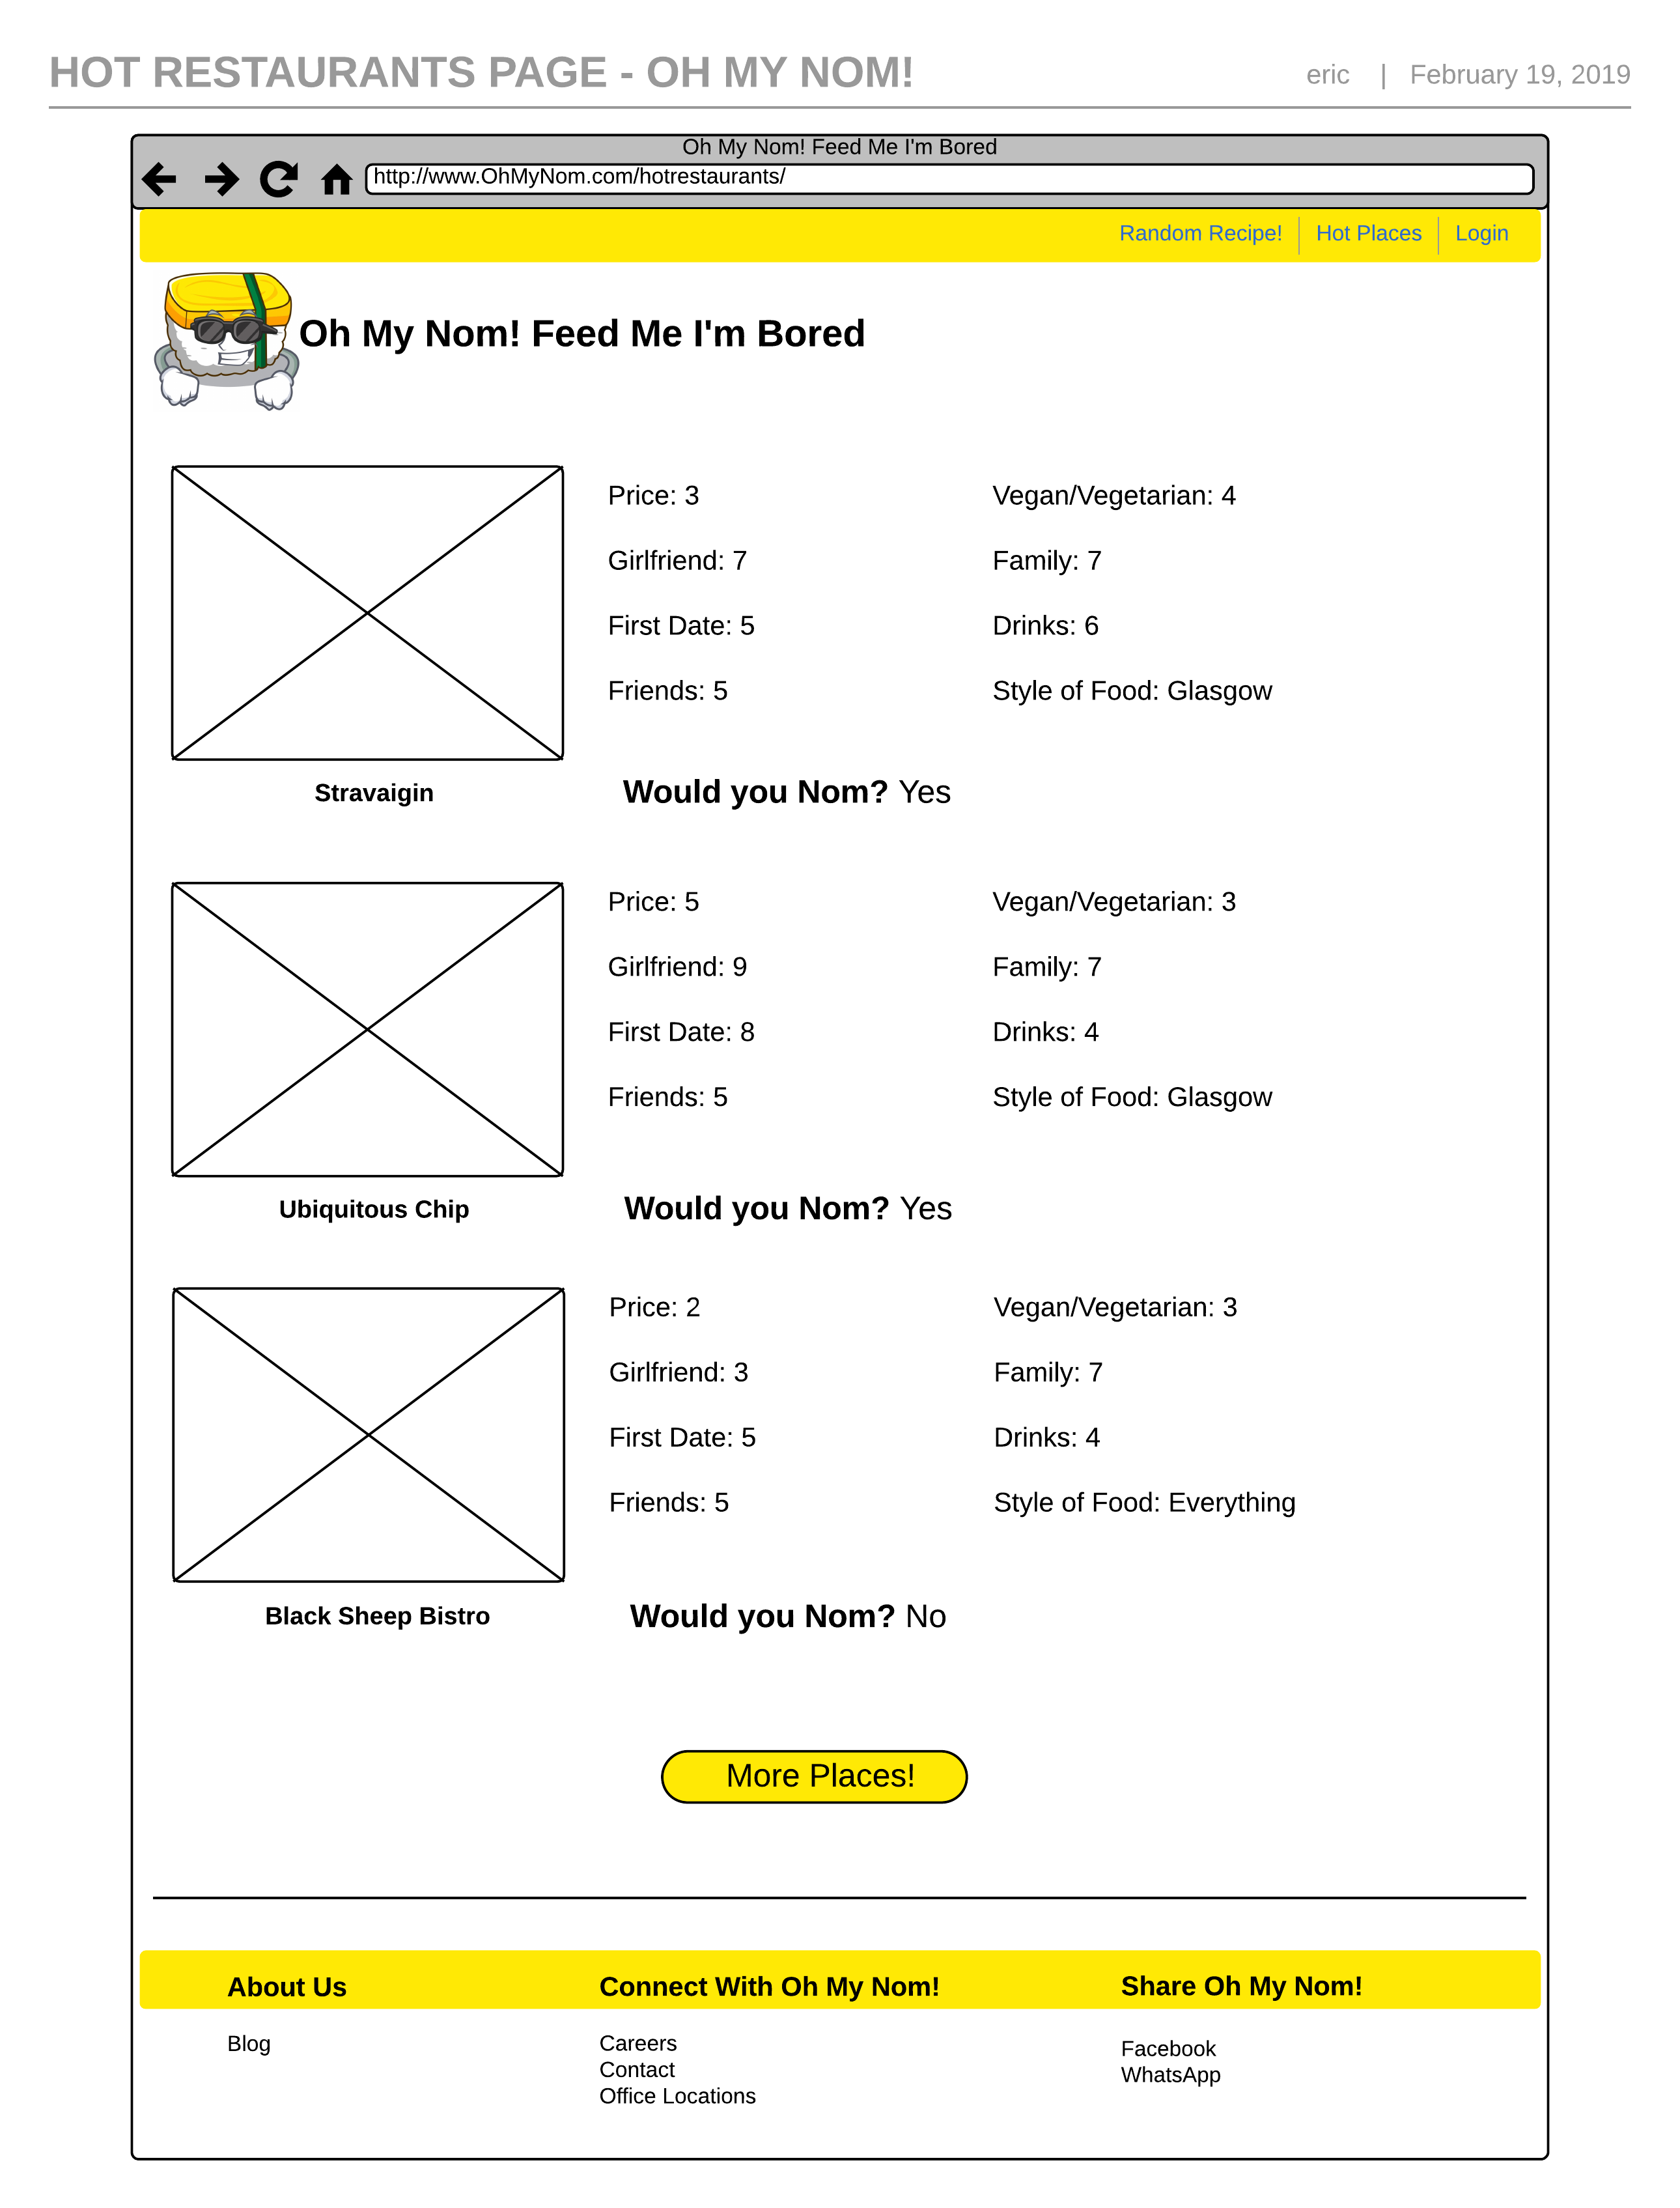 HOT RESTAURANTS PAGE - OH MY NOM!
eric | February 19, 2019
Oh My Nom! Feed Me I'm Bored
http://www.OhMyNom.com/hotrestaurants/
Random Recipe! Hot Places Login
Oh My Nom! Feed Me I'm Bored
Price: 3 Vegan/Vegetarian: 4
Girlfriend: 7 Family: 7
First Date: 5 Drinks: 6
Friends: 5 Style of Food: Glasgow
Stravaigin Would you Nom? Yes
Price: 5 Vegan/Vegetarian: 3
Girlfriend: 9 Family: 7
First Date: 8 Drinks: 4
Friends: 5 Style of Food: Glasgow
Ubiquitous Chip Would you Nom? Yes
Price: 2 Vegan/Vegetarian: 3
Girlfriend: 3 Family: 7
First Date: 5 Drinks: 4
Friends: 5 Style of Food: Everything
Black Sheep Bistro Would you Nom? No
More Places!
About Us
Blog
Connect With Oh My Nom!
Careers
Contact
Office Locations
Share Oh My Nom!
Facebook
WhatsApp